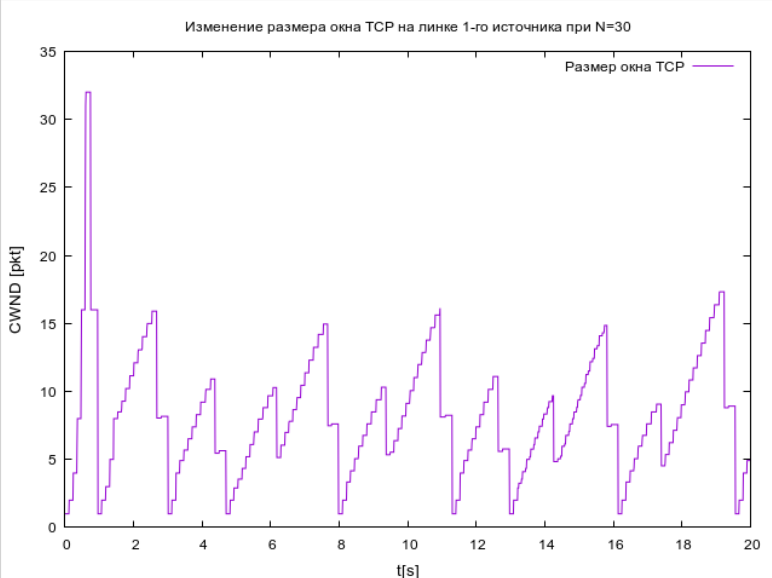 Изменение размера окна TCP на линке 1-го источника при N=30
Размер окна TCP
CWND [pkt]
35
30
25
20
15
10
5
0
0 2 4 6 8 10 12 14 16 18 20
t[s]